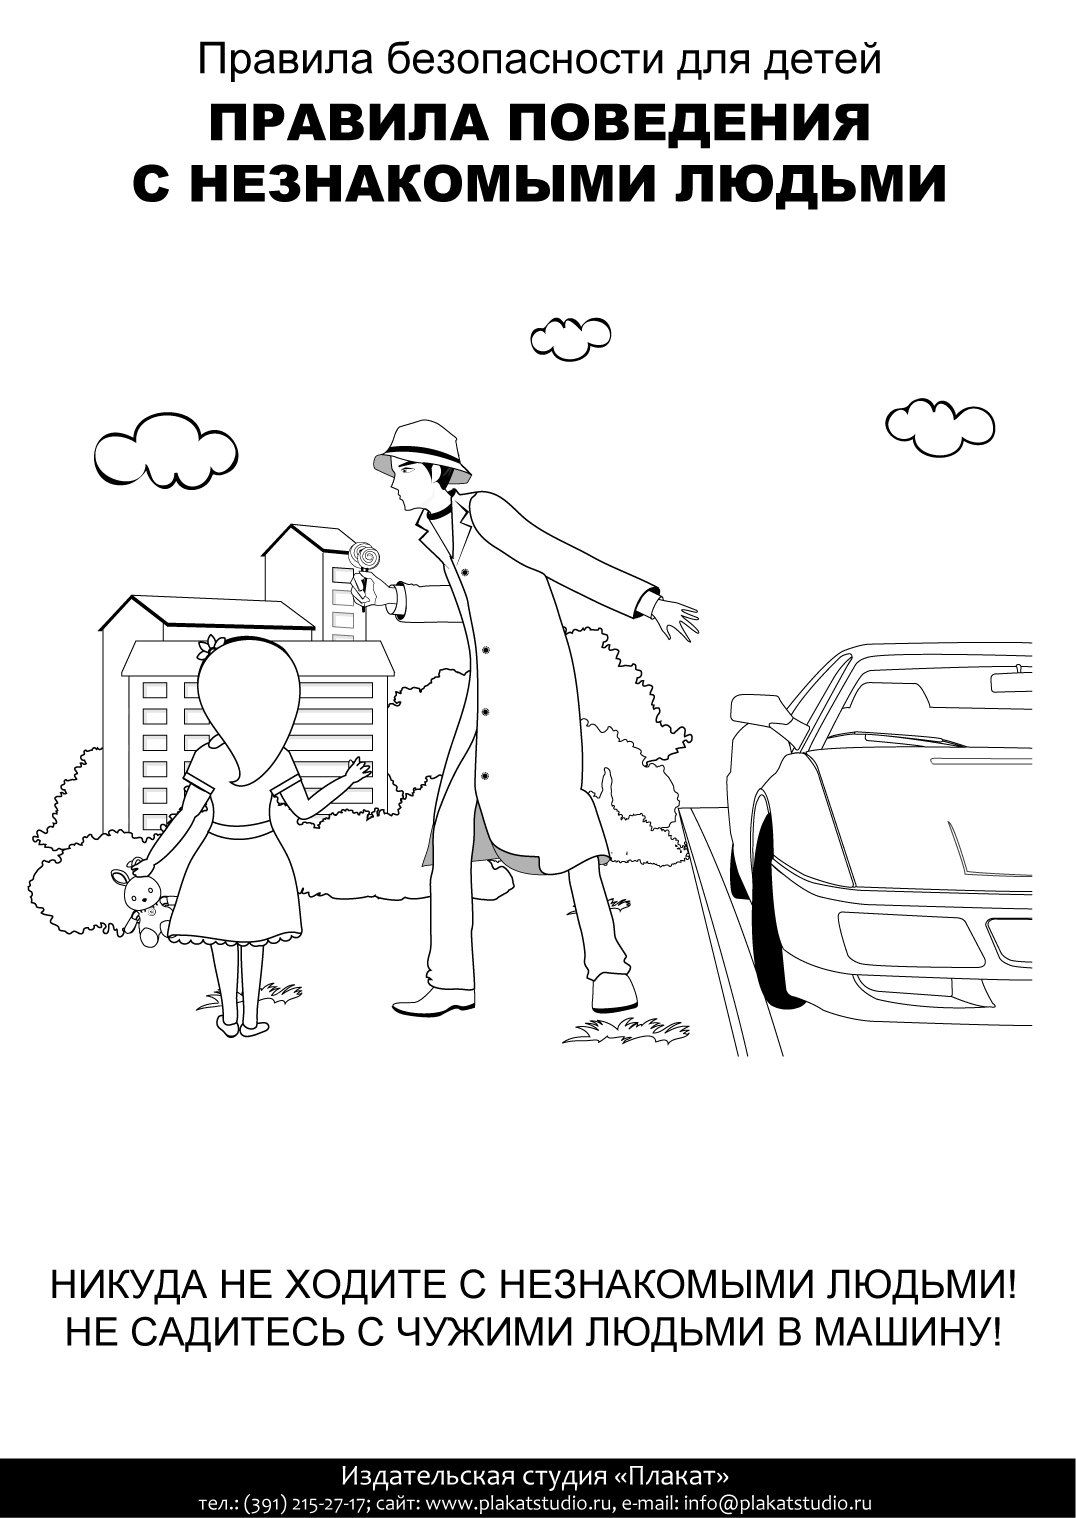 Правила безопасности для детей
ПРАВИЛА ПОВЕДЕНИЯ
С НЕЗНАКОМЫМИ ЛЮДЬМИ
НИКУДА НЕ ХОДИТЕ С НЕЗНАКОМЫМИ ЛЮДЬМИ!
НЕ САДИТЕСЬ С ЧУЖИМИ ЛЮДЬМИ В МАШИНУ!
Издательская студия «Плакат»
тел.: (391) 215-27-17; сайт: www.plakatstudio.ru, e-mail: info@plakatstudio.ru